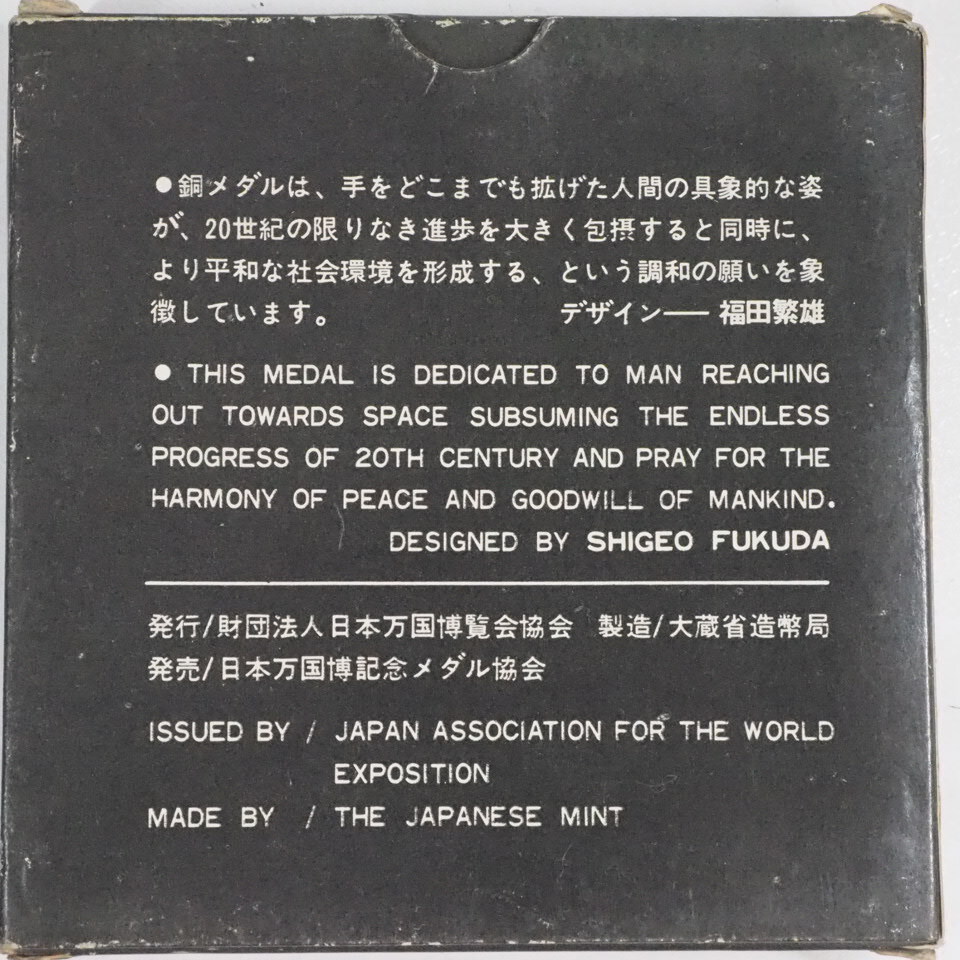 ●銅メダルは、手をどこまでも拡げた人間の具象的な姿
が、20世紀の限りなき進歩を大きく包摂すると同時に、
より平和な社会環境を形成する、という調和の願いを象
徴しています。 デザイン── 福田繁雄
● THIS MEDAL IS DEDICATED TO MAN REACHING
OUT TOWARDS SPACE SUBSUMING THE ENDLESS
PROGRESS OF 20TH CENTURY AND PRAY FOR THE
HARMONY OF PEACE AND GOODWILL OF MANKIND.
DESIGNED BY SHIGEO FUKUDA
発行/財団法人日本万国博覧会協会 製造/大蔵省造幣局
発売/日本万国博記念メダル協会
ISSUED BY / JAPAN ASSOCIATION FOR THE WORLD
EXPOSITION
MADE BY / THE JAPANESE MINT